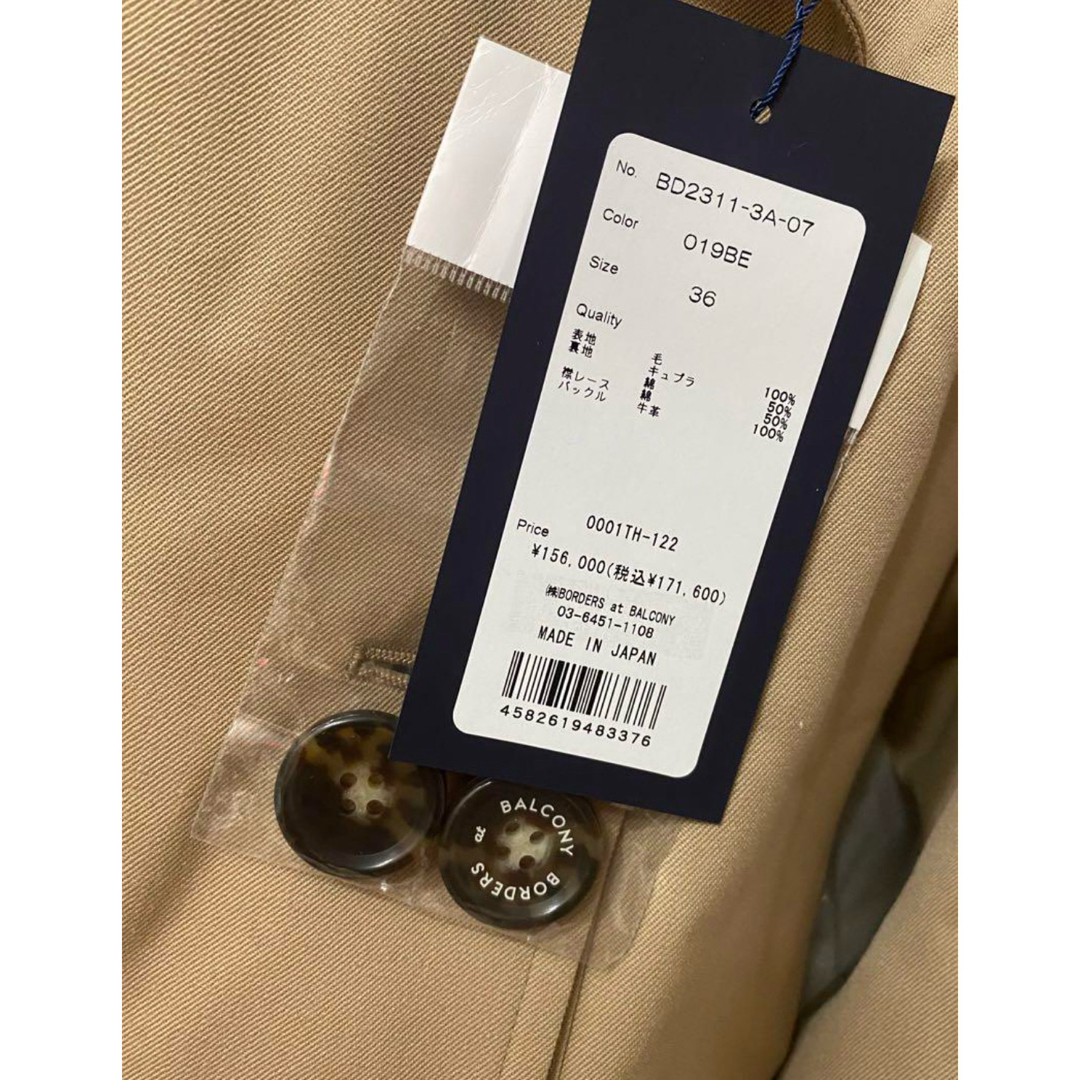 No. BD2311-3A-07
Color 019BE
Size 36
Quality
表地 毛 100%
裏地 キュプラ 50%
綿 50%
襟レース 綿 100%
バックル 牛革
0001TH-122
Price ¥156,000(税込¥171,600)
㈱BORDERS at BALCONY
03-6451-1108
MADE IN JAPAN
4582619483376
BORDERS at BALCONY